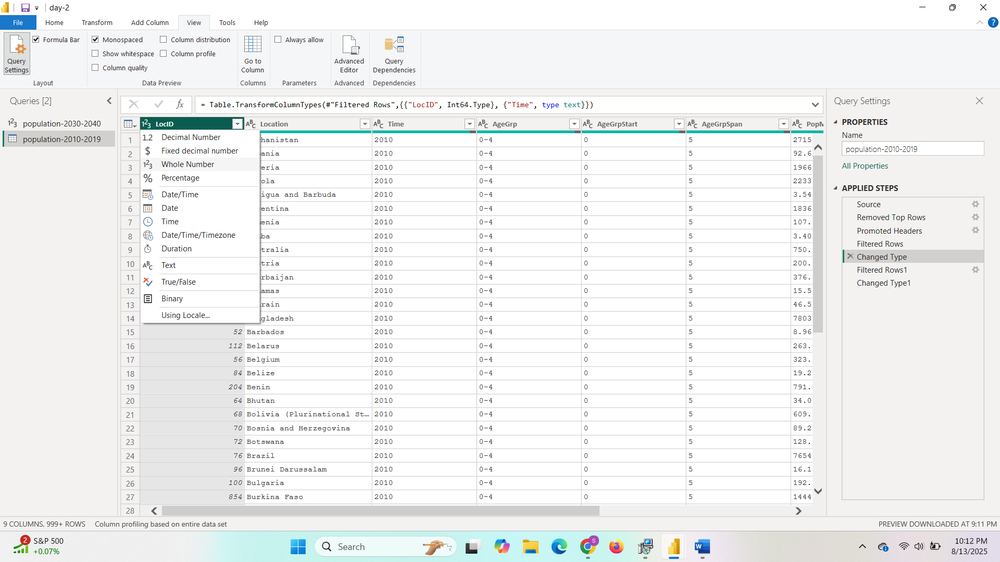 day-2
File Home Transform Add Column View Tools Help
Query Settings
Formula Bar
Layout
Monospaced
Show whitespace
Column quality
Column distribution
Column profile
Data Preview
Go to Column
Columns
Always allow
Parameters
Advanced Editor
Advanced
Query Dependencies
Dependencies
Queries [2]
population-2030-2040
population-2010-2019
= Table.TransformColumnTypes(#"Filtered Rows",{{"LocID", Int64.Type}, {"Time", type text}})
LocID Location Time AgeGrp AgeGrpStart AgeGrpSpan
1.2 Decimal Number
$ Fixed decimal number
123 Whole Number
% Percentage
Date/Time
Date
Time
Date/Time/Timezone
Duration
ABC Text
True/False
Binary
Using Locale...
1 hanistan 2010 0-4 0 5 2715
2 ania 2010 0-4 0 5 92.6
3 eria 2010 0-4 0 5 1966
4 ola 2010 0-4 0 5 2233
5 igua and Barbuda 2010 0-4 0 5 3.54
6 entina 2010 0-4 0 5 1836
7 enia 2010 0-4 0 5 107.
8 ba 2010 0-4 0 5 3.40
9 tralia 2010 0-4 0 5 750.
10 tria 2010 0-4 0 5 200.
11 rbaijan 2010 0-4 0 5 376.
12 amas 2010 0-4 0 5 15.5
13 rain 2010 0-4 0 5 46.5
14 gladesh 2010 0-4 0 5 7803
15 52 Barbados 2010 0-4 0 5 8.96
16 112 Belarus 2010 0-4 0 5 263.
17 56 Belgium 2010 0-4 0 5 323.
18 84 Belize 2010 0-4 0 5 19.2
19 204 Benin 2010 0-4 0 5 791.
20 64 Bhutan 2010 0-4 0 5 34.0
21 68 Bolivia (Plurinational St... 2010 0-4 0 5 609.
22 70 Bosnia and Herzegovina 2010 0-4 0 5 89.2
23 72 Botswana 2010 0-4 0 5 128.
24 76 Brazil 2010 0-4 0 5 7654
25 96 Brunei Darussalam 2010 0-4 0 5 16.1
26 100 Bulgaria 2010 0-4 0 5 192.
27 854 Burkina Faso 2010 0-4 0 5 1444
28
Query Settings
PROPERTIES
Name
population-2010-2019
All Properties
APPLIED STEPS
Source
Removed Top Rows
Promoted Headers
Filtered Rows
Changed Type
Filtered Rows1
Changed Type1
9 COLUMNS, 999+ ROWS Column profiling based on entire data set
PREVIEW DOWNLOADED AT 9:11 PM
2 S&P 500
+0.07%
Search
10:12 PM
8/13/2025